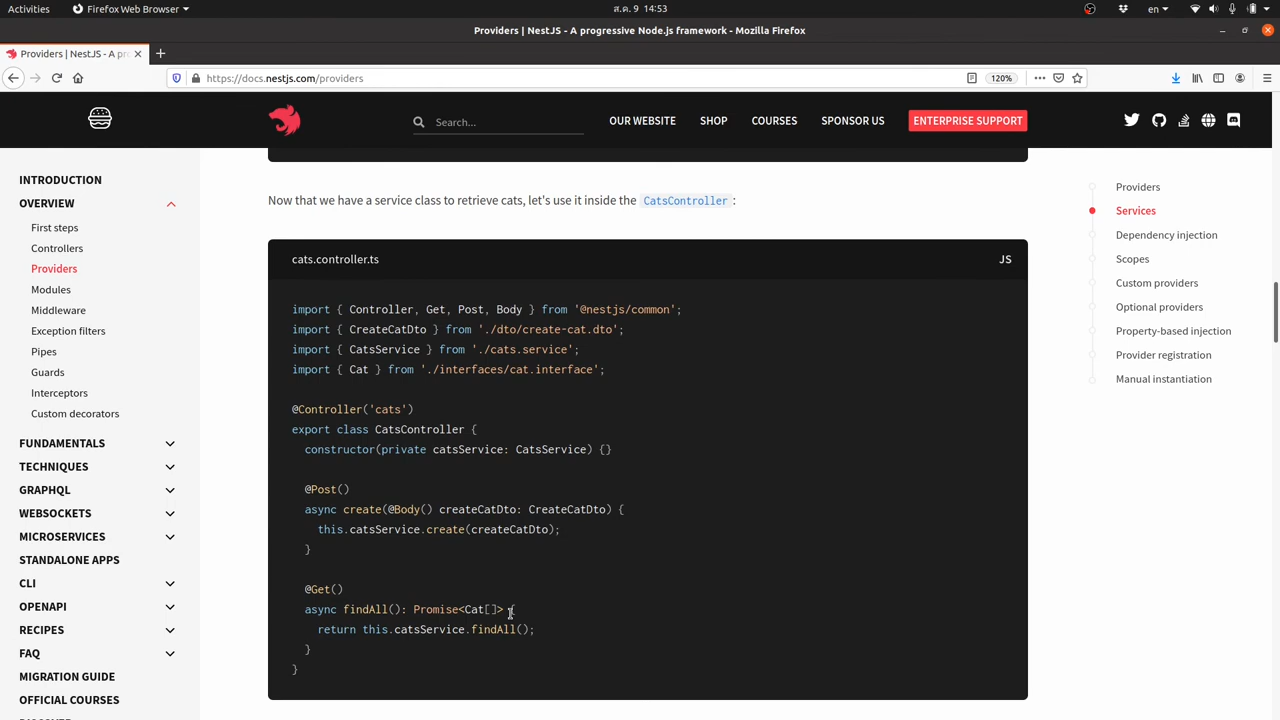 Activities
Firefox Web Browser
ส.ค. 9 14:53
en
Providers | NestJS - A progressive Node.js framework - Mozilla Firefox
Providers | NestJS - A pro
https://docs.nestjs.com/providers
120%
Search...
OUR WEBSITE
SHOP
COURSES
SPONSOR US
ENTERPRISE SUPPORT
INTRODUCTION
OVERVIEW
First steps
Controllers
Providers
Modules
Middleware
Exception filters
Pipes
Guards
Interceptors
Custom decorators
FUNDAMENTALS
TECHNIQUES
GRAPHQL
WEBSOCKETS
MICROSERVICES
STANDALONE APPS
CLI
OPENAPI
RECIPES
FAQ
MIGRATION GUIDE
OFFICIAL COURSES
Now that we have a service class to retrieve cats, let's use it inside the CatsController :
cats.controller.ts
JS
import { Controller, Get, Post, Body } from '@nestjs/common';
import { CreateCatDto } from './dto/create-cat.dto';
import { CatsService } from './cats.service';
import { Cat } from './interfaces/cat.interface';
@Controller('cats')
export class CatsController {
constructor(private catsService: CatsService) {}
@Post()
async create(@Body() createCatDto: CreateCatDto) {
this.catsService.create(createCatDto);
}
@Get()
async findAll(): Promise<Cat[]> {
return this.catsService.findAll();
}
}
Providers
Services
Dependency injection
Scopes
Custom providers
Optional providers
Property-based injection
Provider registration
Manual instantiation